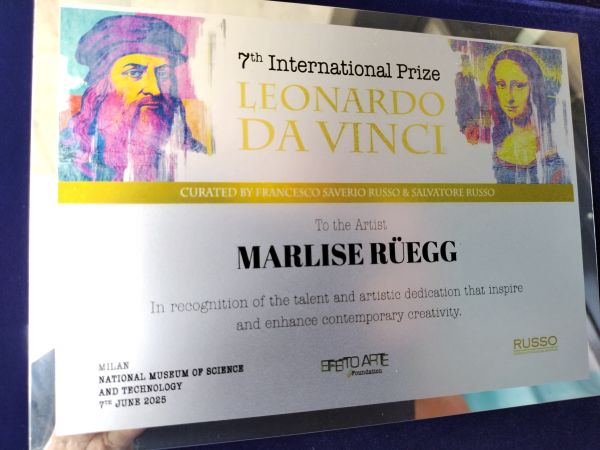 7th International Prize
LEONARDO
DA VINCI
CURATED BY FRANCESCO SAVERIO RUSSO & SALVATORE RUSSO
To the Artist
MARLISE RÜEGG
In recognition of the talent and artistic dedication that inspire
and enhance contemporary creativity.
MILAN
NATIONAL MUSEUM OF SCIENCE
AND TECHNOLOGY
7TH JUNE 2025
EFFETTO ARTE
Foundation
RUSSO